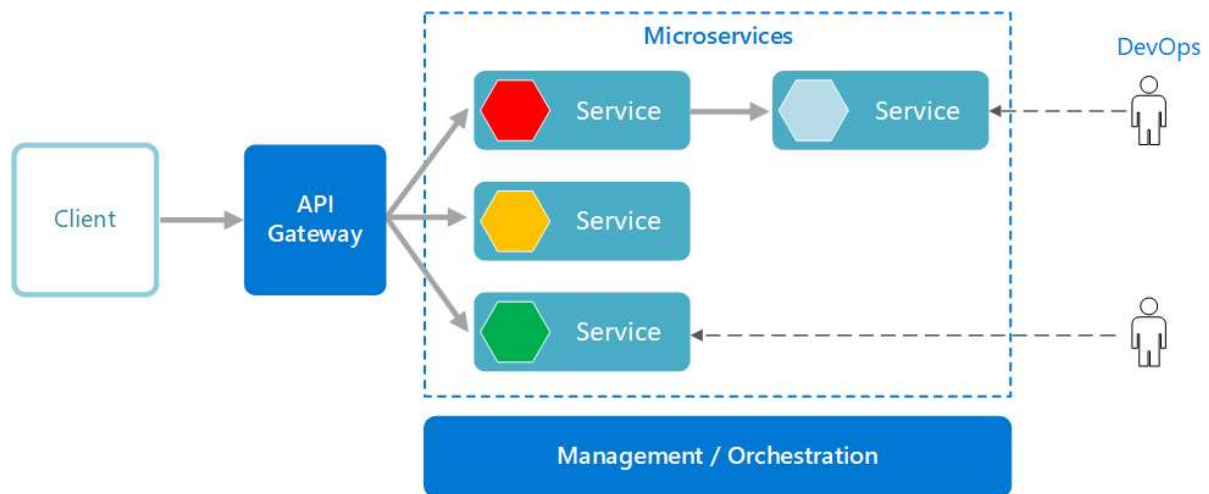 Microservices
DevOps
Service
Service
Client
API
Gateway
Service
Service
Management / Orchestration